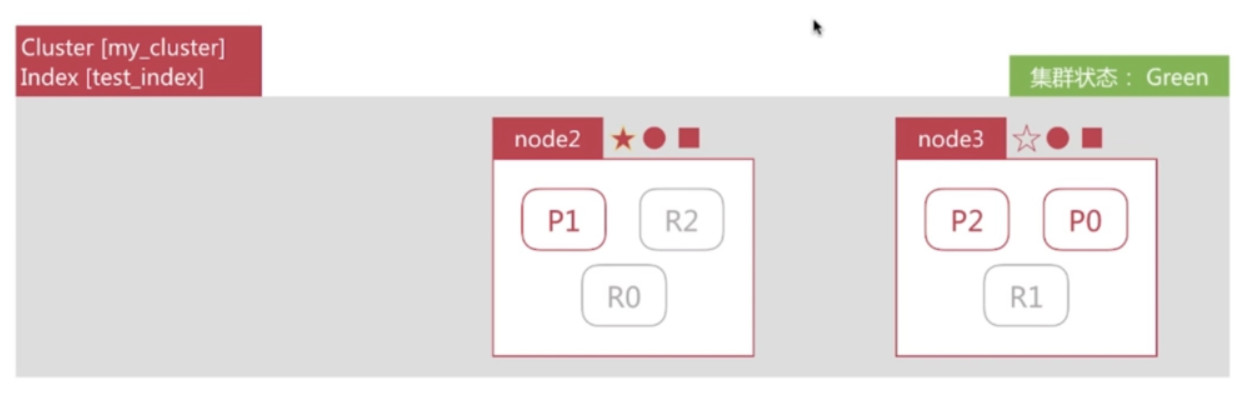 Cluster [my_cluster]
Index [test_index]
集群状态： Green
node2
node3
P1
R2
P2
P0
R0
R1